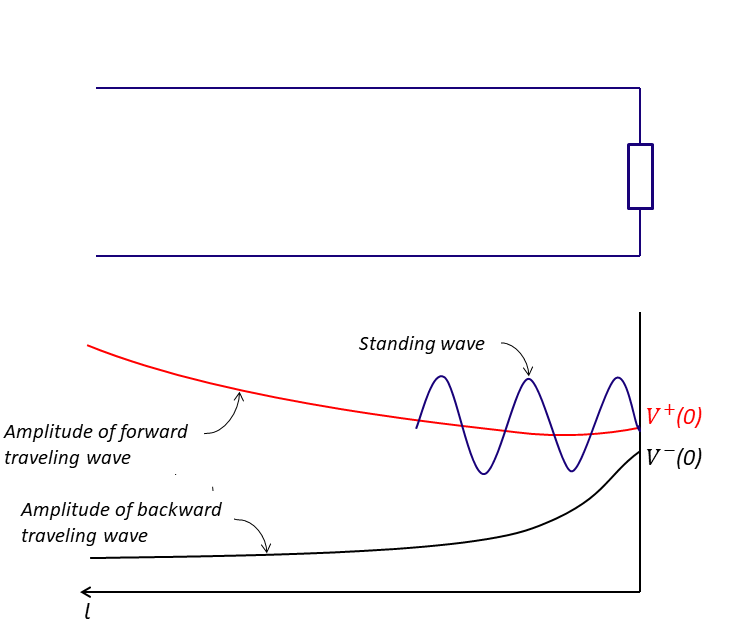 Standing wave
V⁺(0)
Amplitude of forward
traveling wave
V⁻(0)
Amplitude of backward
traveling wave
l